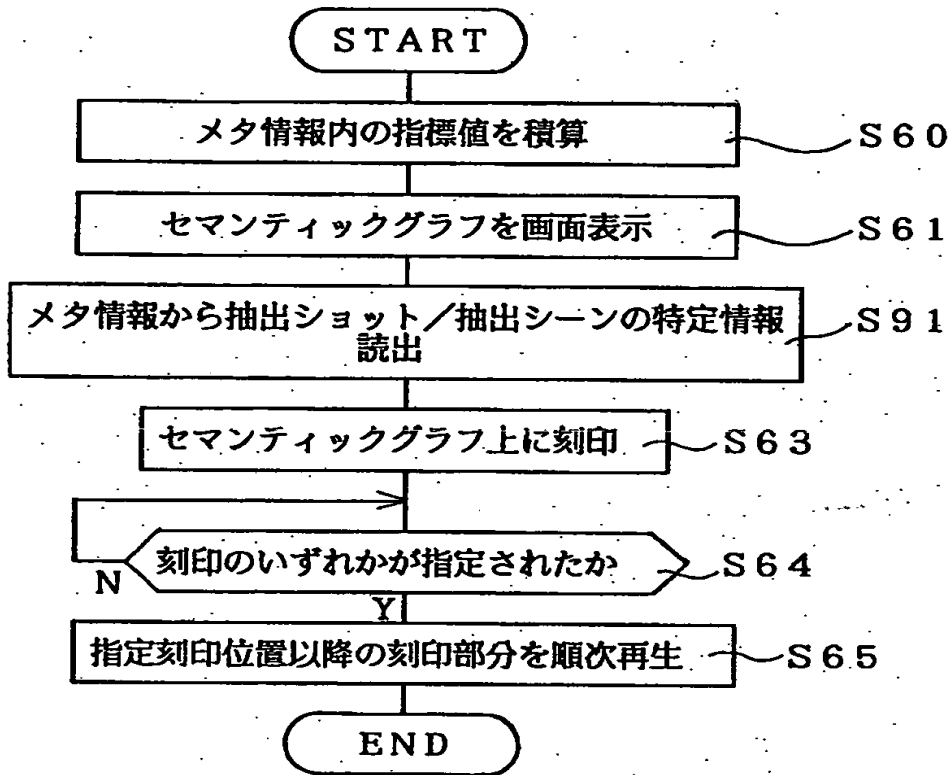 START
メタ情報内の指標値を積算
S60
セマンティックグラフを画面表示
S61
メタ情報から抽出ショット／抽出シーンの特定情報
読出
S91
セマンティックグラフ上に刻印
S63
刻印のいずれかが指定されたか
S64
N
Y
指定刻印位置以降の刻印部分を順次再生
S65
END